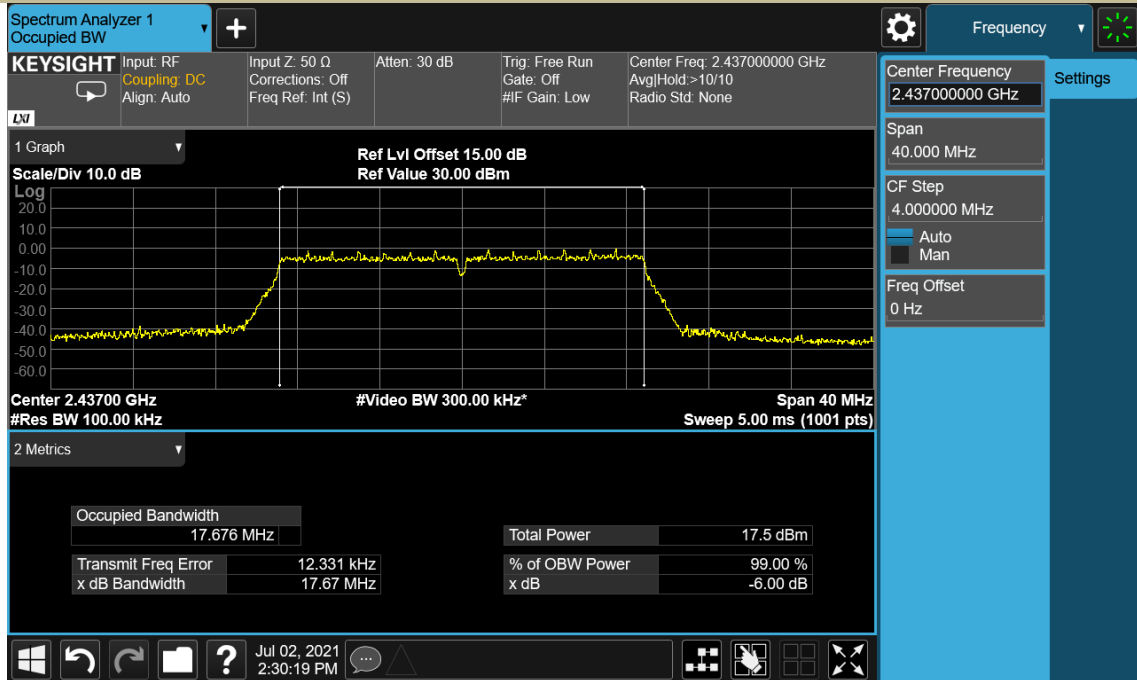 Spectrum Analyzer 1
Occupied BW
Frequency
KEYSIGHT
LXI
Input: RF
Coupling: DC
Align: Auto
Input Z: 50 Ω
Corrections: Off
Freq Ref: Int (S)
Atten: 30 dB
Trig: Free Run
Gate: Off
#IF Gain: Low
Center Freq: 2.437000000 GHz
Avg|Hold:>10/10
Radio Std: None
Center Frequency
2.437000000 GHz
Settings
Span
40.000 MHz
CF Step
4.000000 MHz
Auto
Man
Freq Offset
0 Hz
1 Graph
Scale/Div 10.0 dB
Ref Lvl Offset 15.00 dB
Ref Value 30.00 dBm
Log
20.0
10.0
0.00
-10.0
-20.0
-30.0
-40.0
-50.0
-60.0
Center 2.43700 GHz
#Video BW 300.00 kHz*
Span 40 MHz
#Res BW 100.00 kHz
Sweep 5.00 ms (1001 pts)
2 Metrics
Occupied Bandwidth
17.676 MHz
Total Power 17.5 dBm
Transmit Freq Error 12.331 kHz
% of OBW Power 99.00 %
x dB Bandwidth 17.67 MHz
x dB -6.00 dB
?
Jul 02, 2021
2:30:19 PM